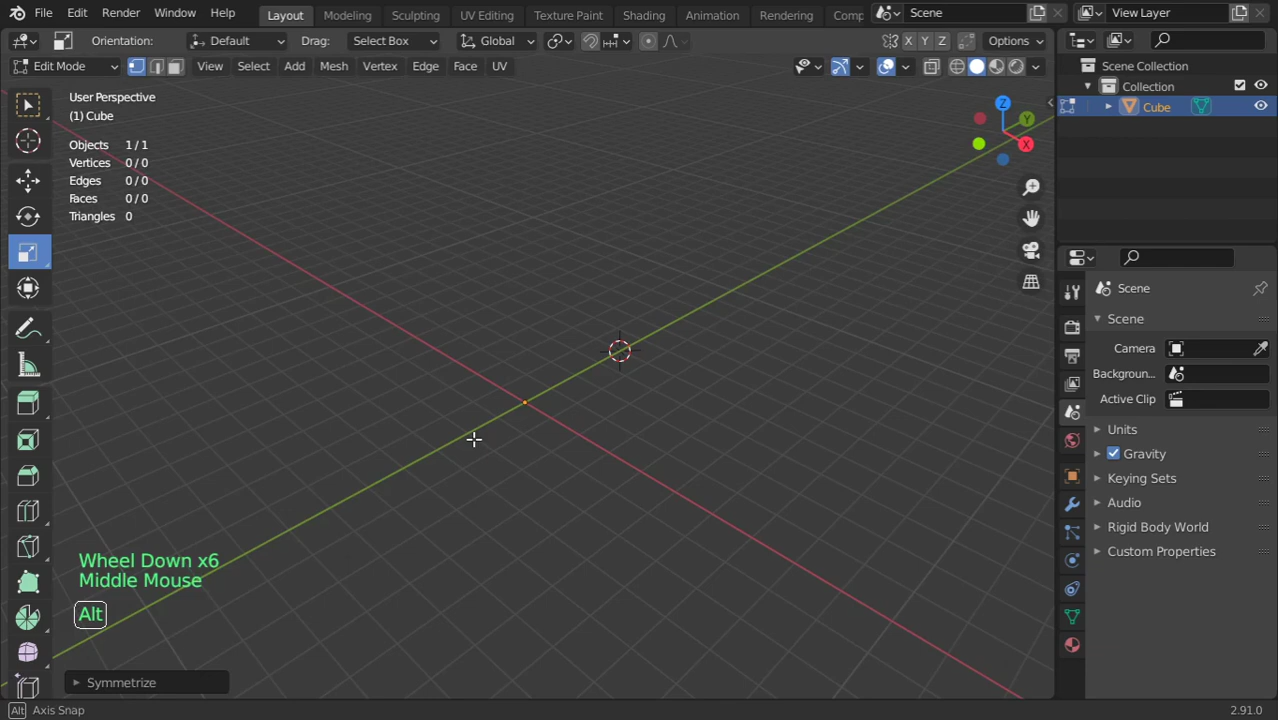 File Edit Render Window Help Layout Modeling Sculpting UV Editing Texture Paint Shading Animation Rendering Comp Scene View Layer
Orientation: Default Drag: Select Box Global X Y Z Options
Edit Mode View Select Add Mesh Vertex Edge Face UV
Scene Collection
Collection
Cube
User Perspective
(1) Cube
Objects 1 / 1
Vertices 0/0
Edges 0/0
Faces 0/0
Triangles 0
Z
Y
X
Scene
Scene
Camera
Backgroun...
Active Clip
Units
Gravity
Keying Sets
Audio
Rigid Body World
Custom Properties
Wheel Down x6
Middle Mouse
Alt
Symmetrize
Alt Axis Snap
2.91.0